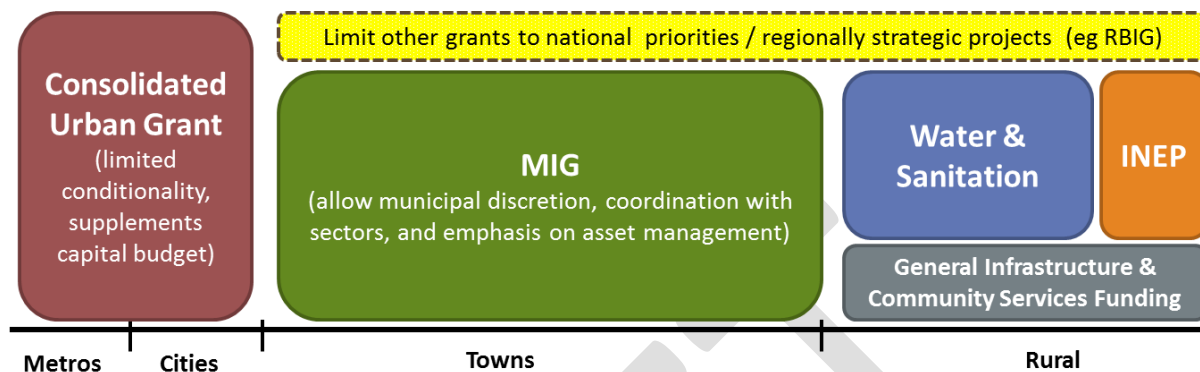 Limit other grants to national priorities / regionally strategic projects (eg RBIG)
Consolidated
Urban Grant
(limited
conditionality,
supplements
capital budget)
MIG
(allow municipal discretion, coordination with
sectors, and emphasis on asset management)
Water &
Sanitation
INEP
General Infrastructure &
Community Services Funding
Metros
Cities
Towns
Rural